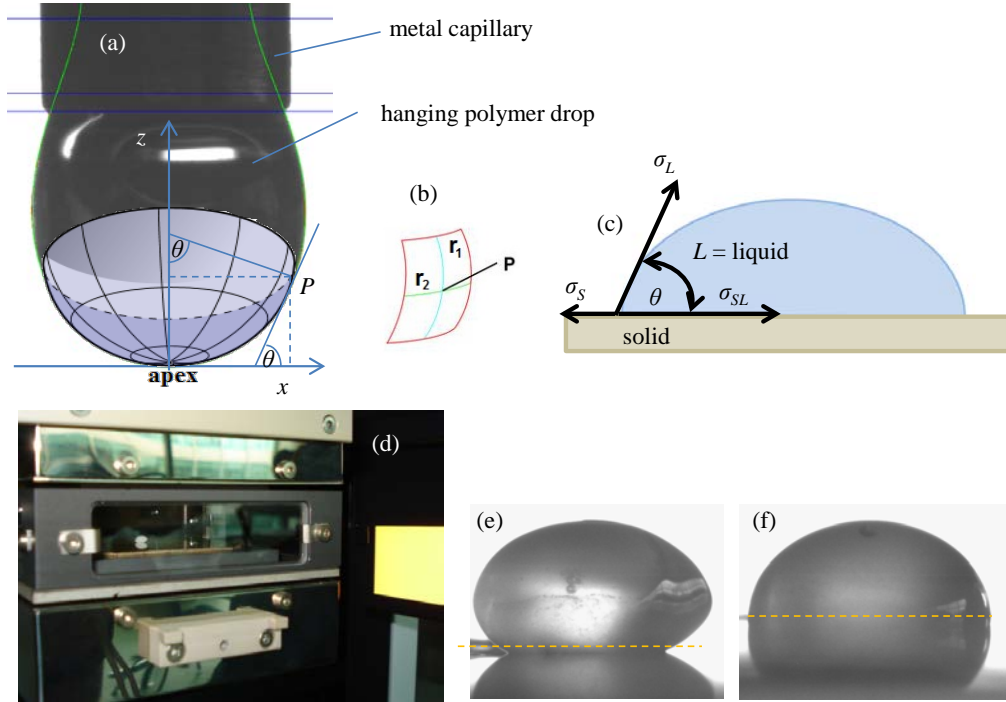 (a)
metal capillary
hanging polymer drop
z
θ
P
θ
apex
x
(b)
r1
r2
P
(c)
σL
L = liquid
σS
θ
σSL
solid
(d)
(e)
(f)